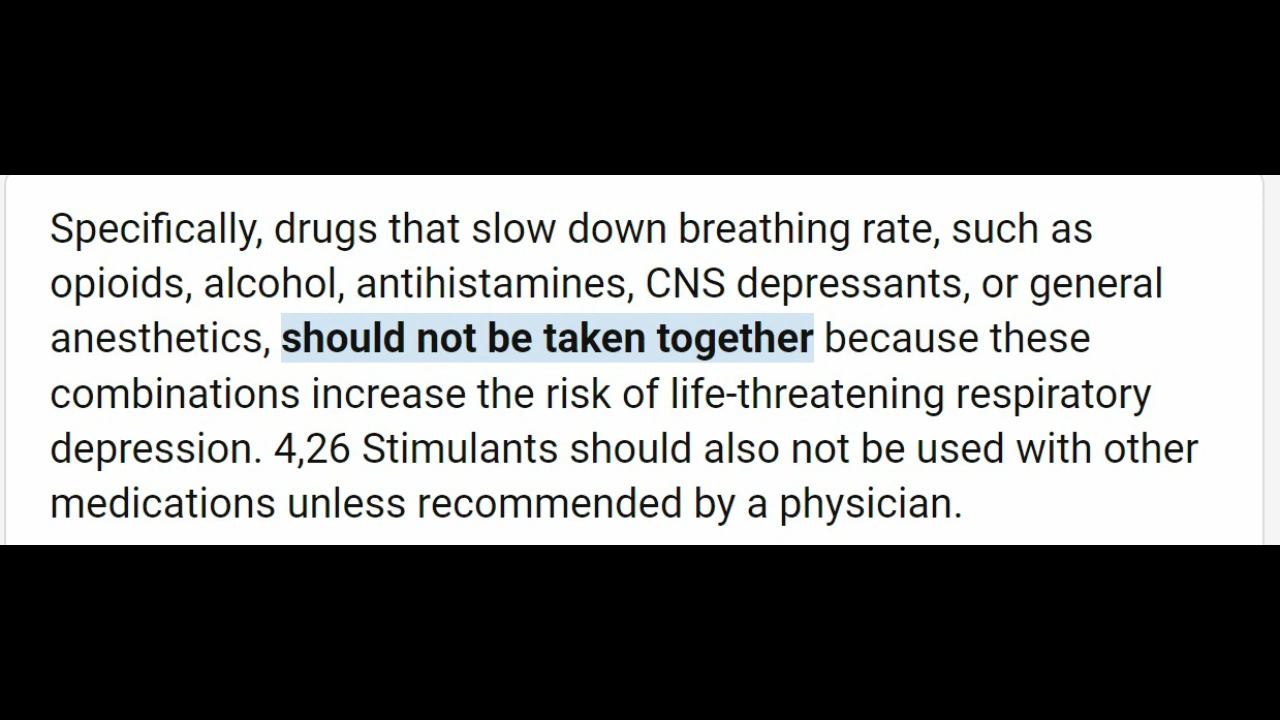 Specifically, drugs that slow down breathing rate, such as
opioids, alcohol, antihistamines, CNS depressants, or general
anesthetics, should not be taken together because these
combinations increase the risk of life-threatening respiratory
depression. 4,26 Stimulants should also not be used with other
medications unless recommended by a physician.